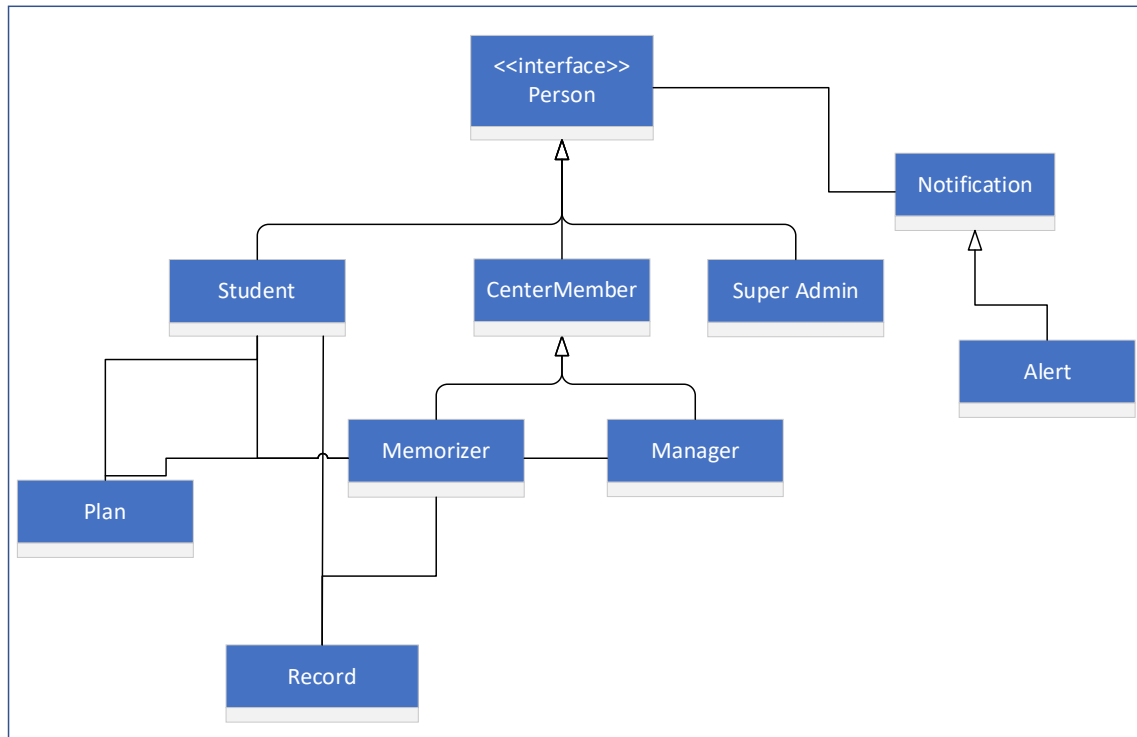 <<interface>>
Person
Notification
Student
CenterMember
Super Admin
Alert
Memorizer
Manager
Plan
Record